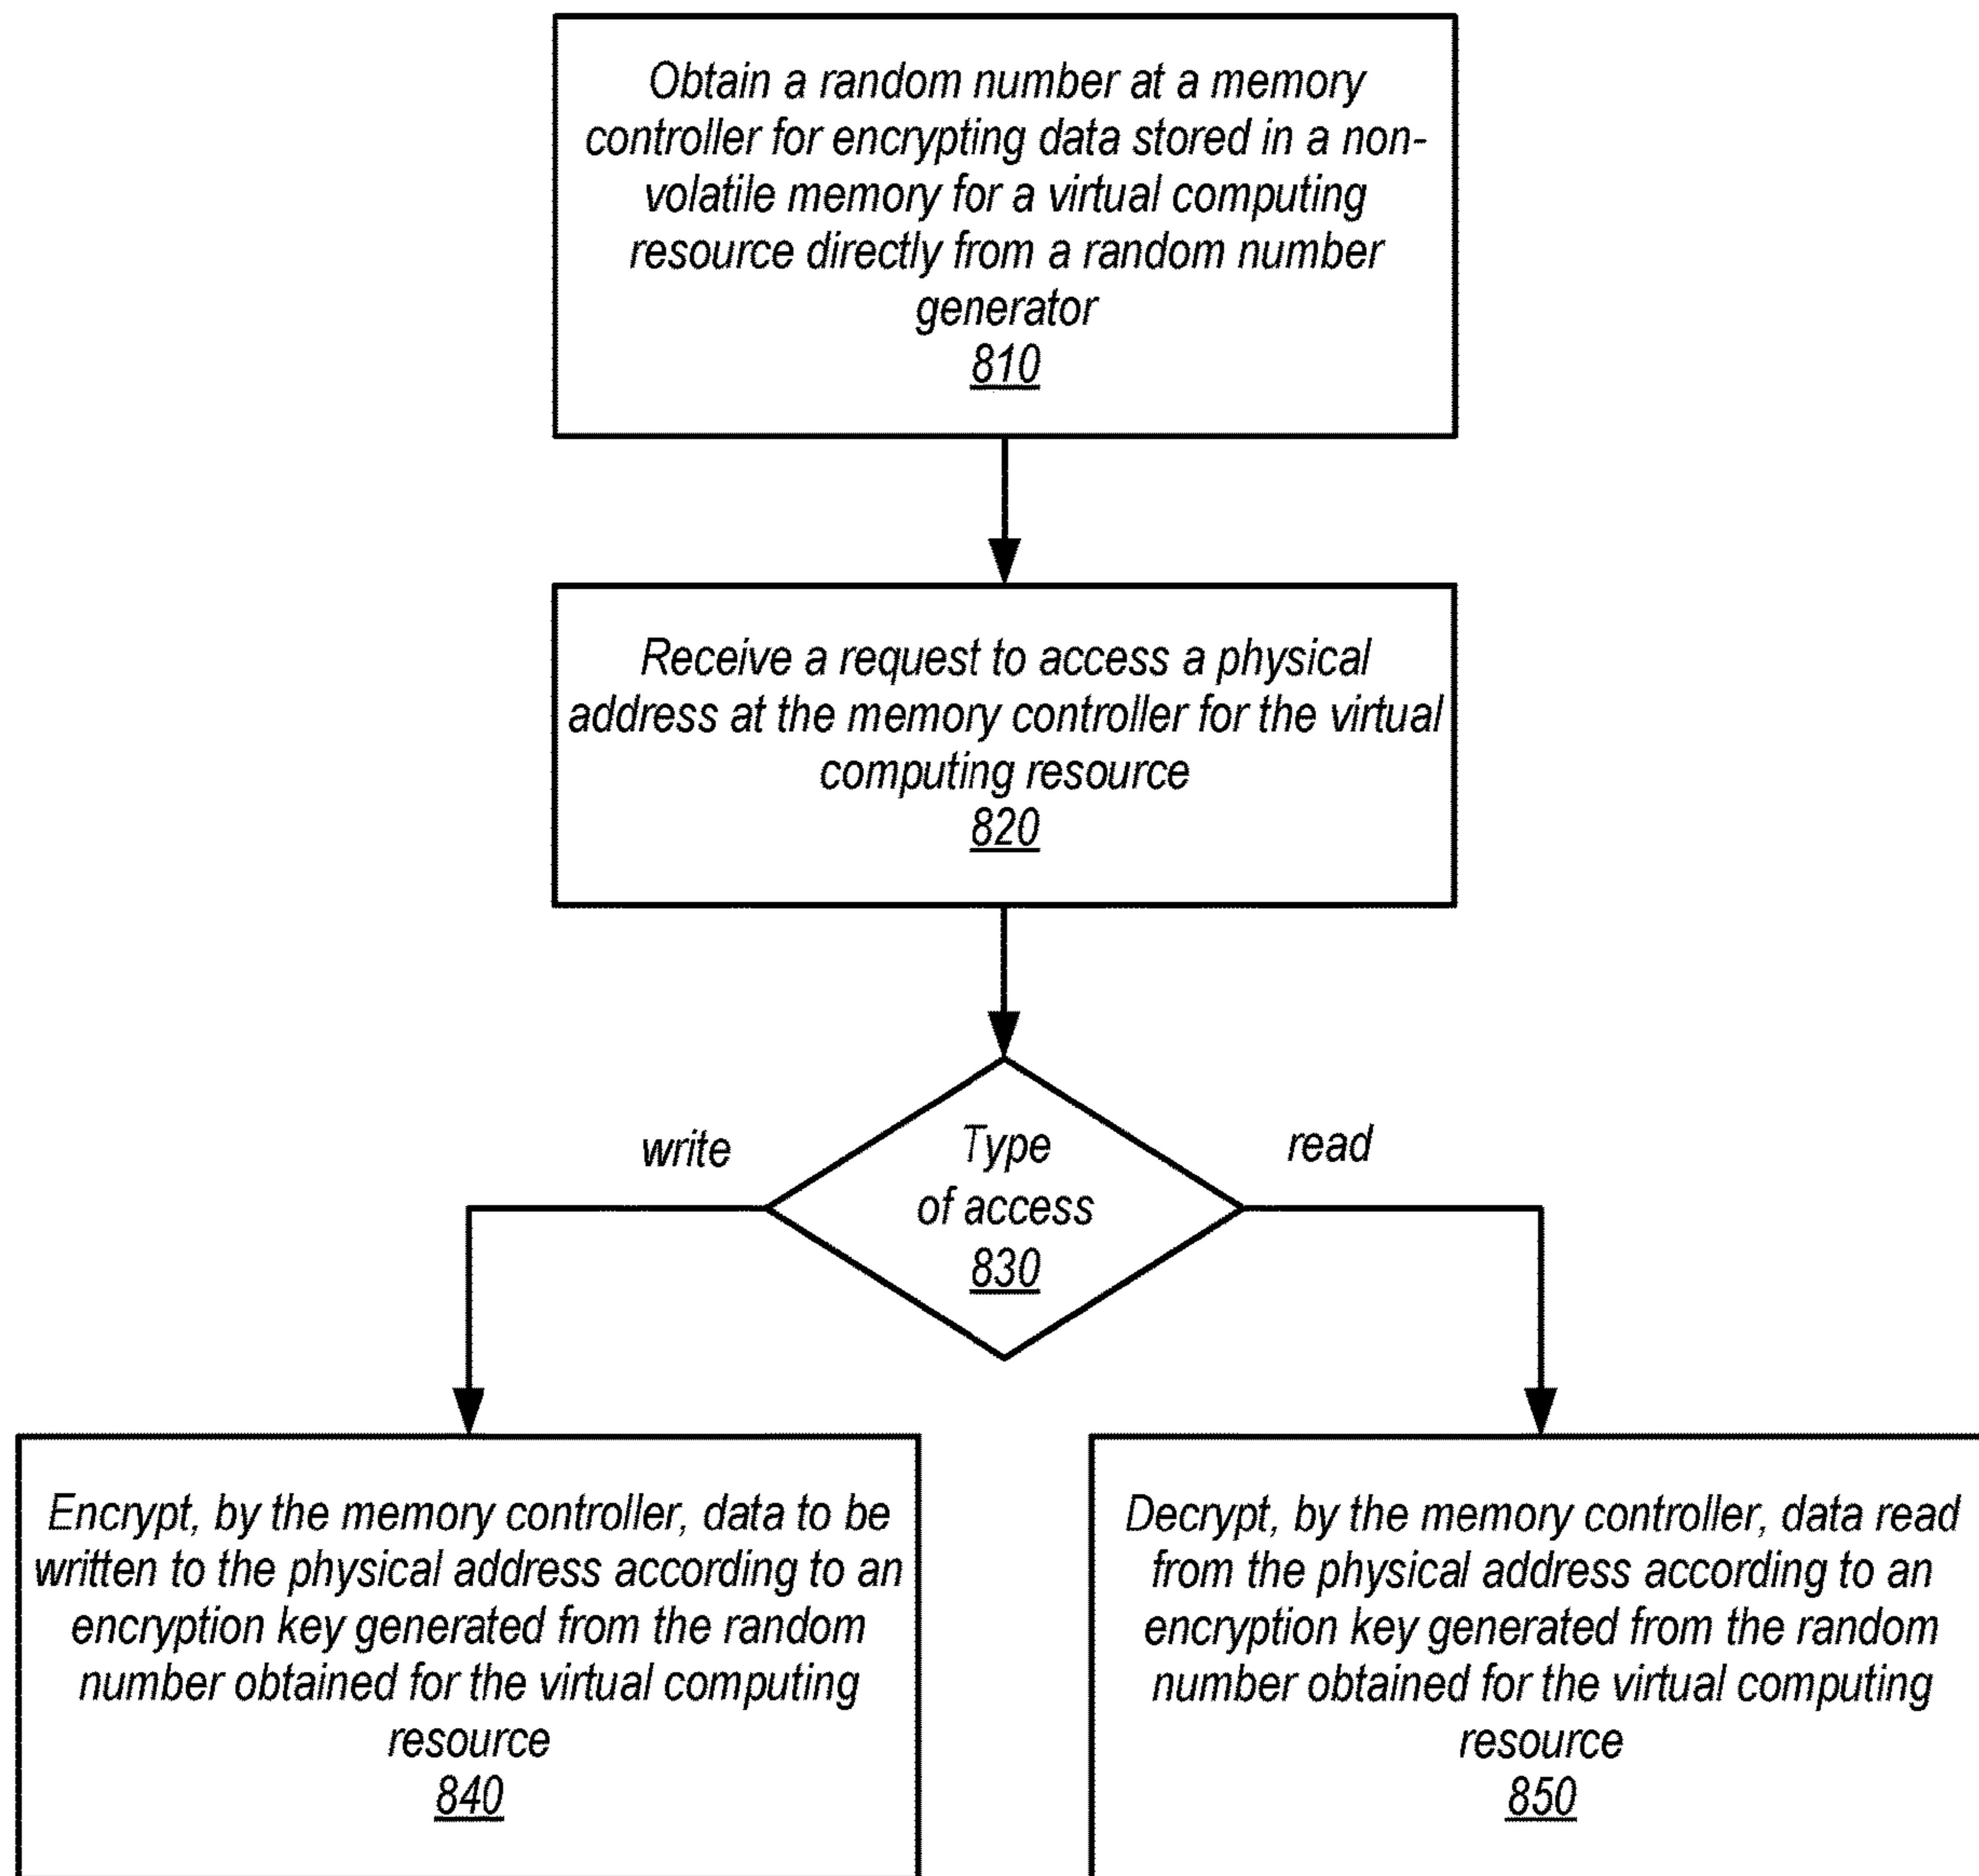 Obtain a random number at a memory
controller for encrypting data stored in a non-
volatile memory for a virtual computing
resource directly from a random number
generator
810
Receive a request to access a physical
address at the memory controller for the virtual
computing resource
820
Type
of access
830
write
read
Encrypt, by the memory controller, data to be
written to the physical address according to an
encryption key generated from the random
number obtained for the virtual computing
resource
840
Decrypt, by the memory controller, data read
from the physical address according to an
encryption key generated from the random
number obtained for the virtual computing
resource
850